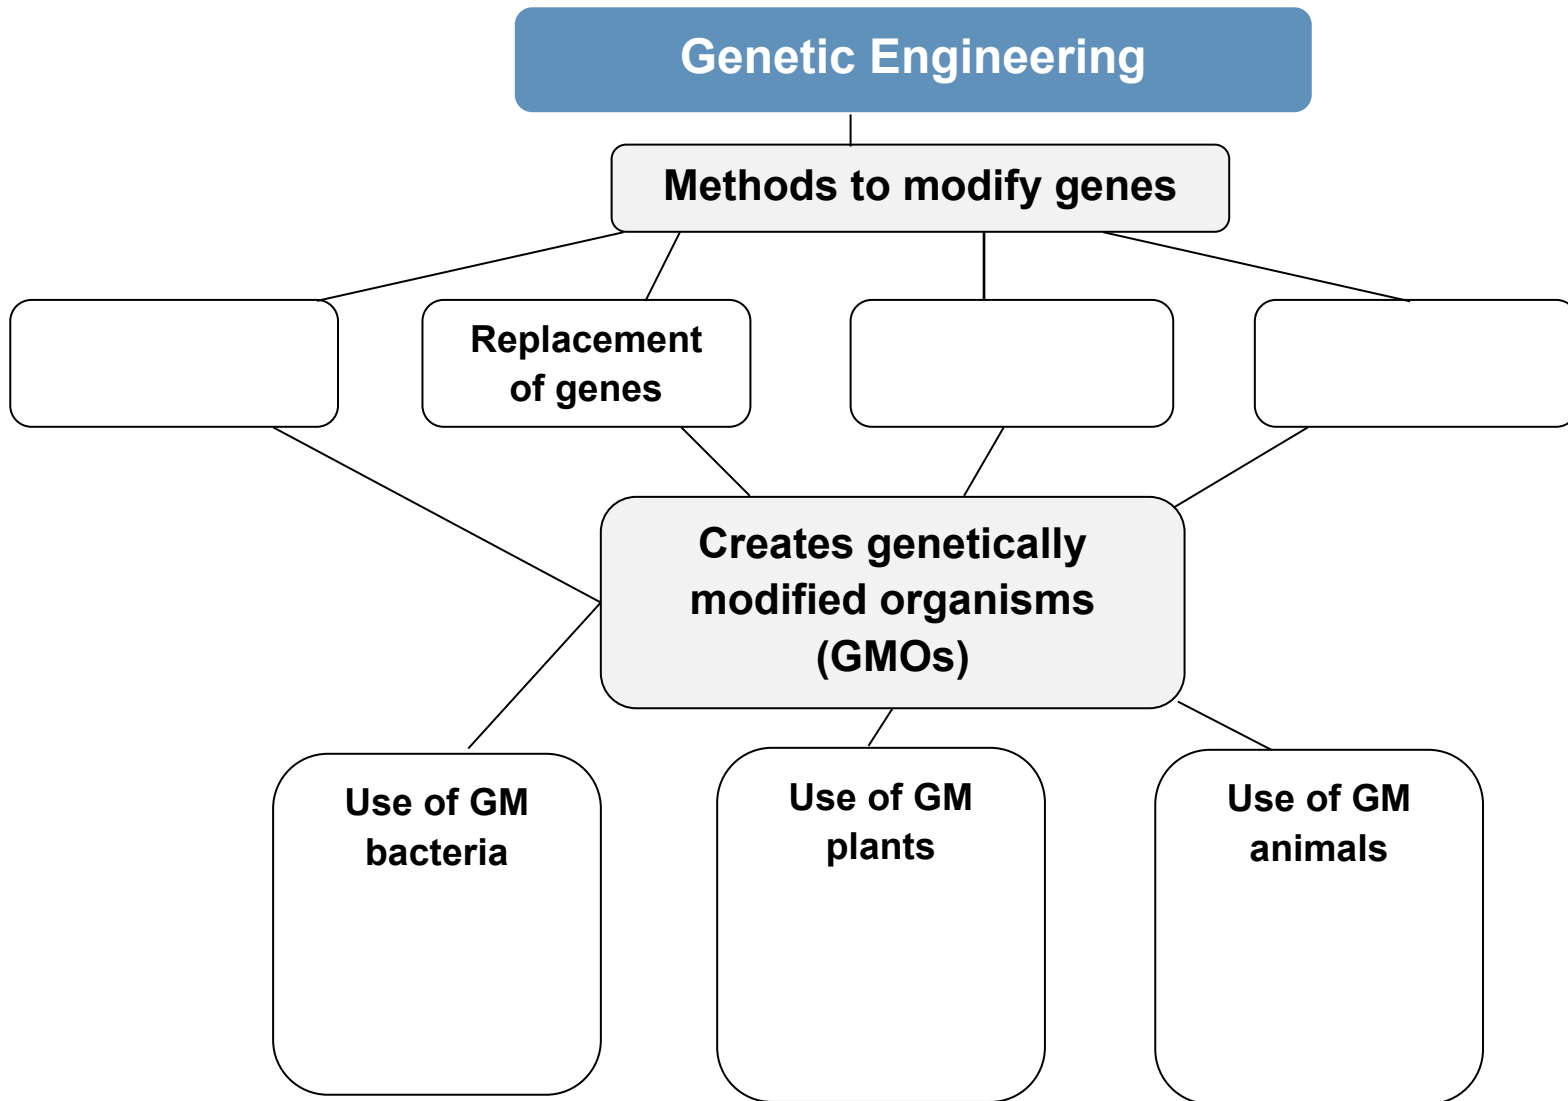 Genetic Engineering
Methods to modify genes
Replacement
of genes
Creates genetically
modified organisms
(GMOs)
Use of GM
bacteria
Use of GM
plants
Use of GM
animals